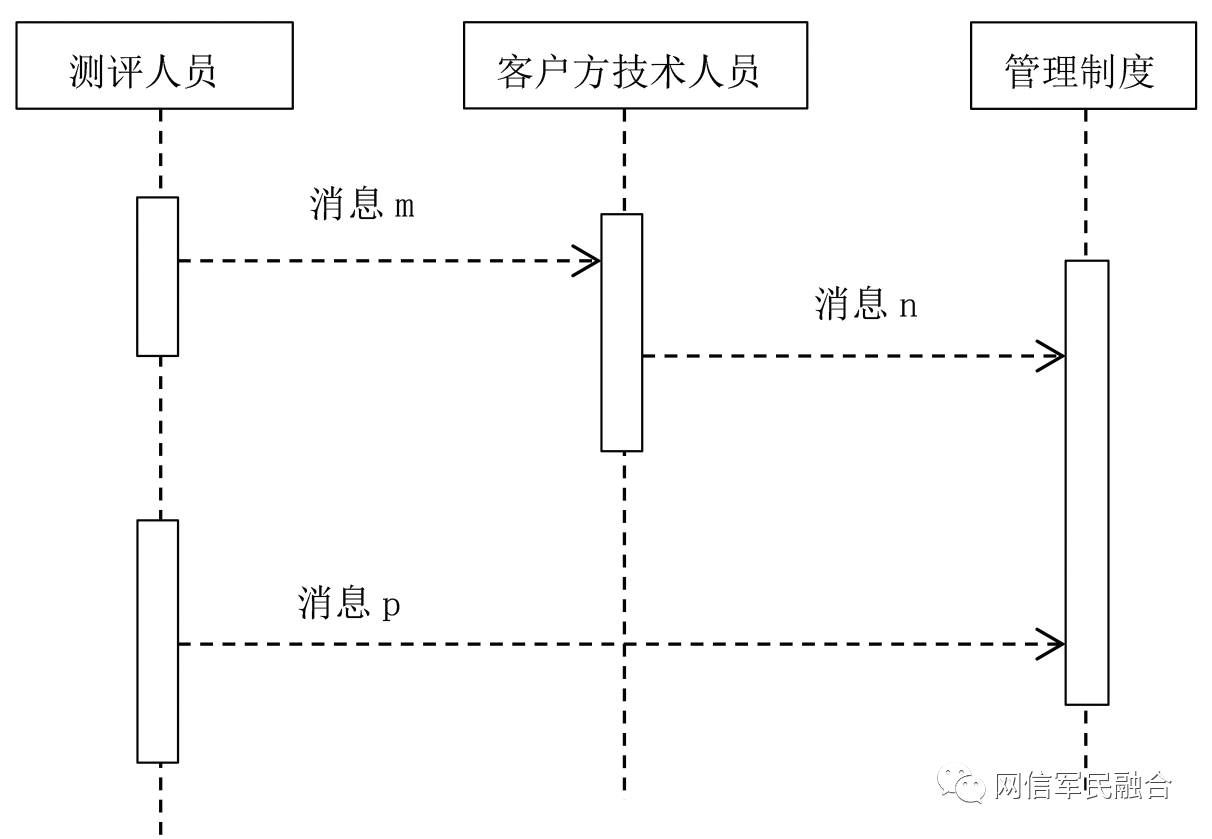 测评人员
客户方技术人员
管理制度
消息 m
消息 n
消息 p
网信军民融合